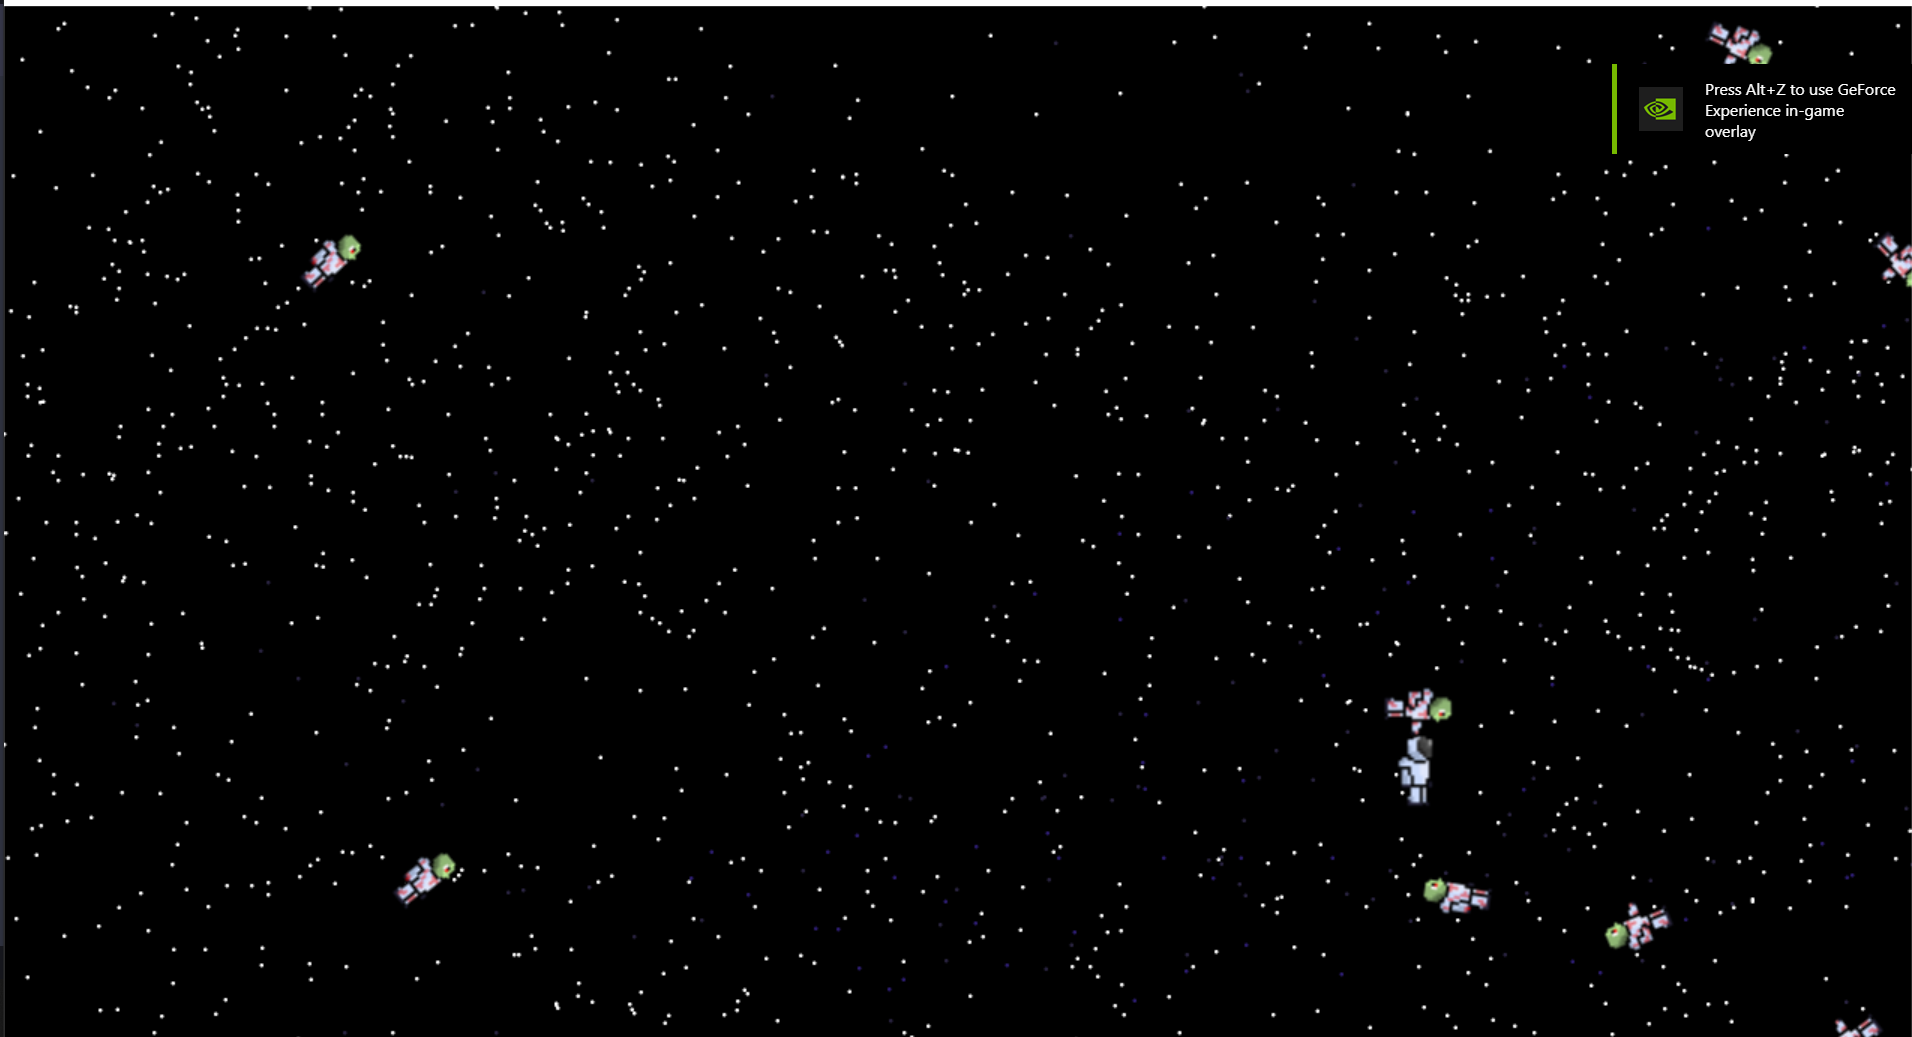 Press Alt+Z to use GeForce
Experience in-game
overlay